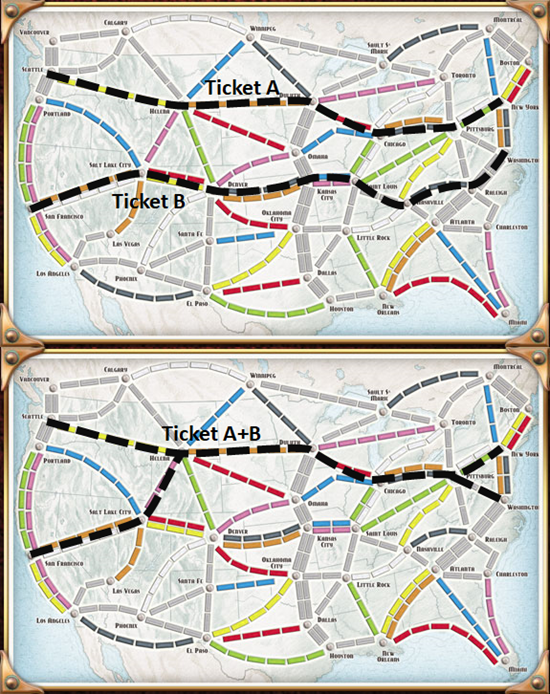 VANCOUVER
CALGARY
WINNIPEG
MONTREAL
SAULT S<sup>T</sup>
MARIE
SEATTLE
Ticket A
DULUTH
TORONTO
BOSTON
HELENA
PORTLAND
NEW YORK
PITTSBURG
CHICAGO
OMAHA
SALT LAKE CITY
DENVER
KANSAS
CITY
SAINT LOUIS
WASHINGTON
RALEIGH
Ticket B
SAN FRANCISCO
NASHVILLE
OKLAHOMA
CITY
LAS VEGAS
SANTA FE
LITTLE ROCK
ATLANTA
CHARLESTON
LOS ANGELES
PHOENIX
DALLAS
EL PASO
HOUSTON
NEW
ORLEANS
MIAMI
VANCOUVER
CALGARY
WINNIPEG
MONTREAL
SAULT S<sup>T</sup>
MARIE
SEATTLE
Ticket A+B
DULUTH
TORONTO
BOSTON
HELENA
PORTLAND
NEW YORK
PITTSBURG
CHICAGO
OMAHA
WASHINGTON
SALT LAKE CITY
DENVER
KANSAS
CITY
SAINT LOUIS
RALEIGH
SAN FRANCISCO
NASHVILLE
OKLAHOMA
CITY
LAS VEGAS
SANTA FE
LITTLE ROCK
ATLANTA
CHARLESTON
LOS ANGELES
PHOENIX
DALLAS
EL PASO
HOUSTON
NEW
ORLEANS
MIAMI